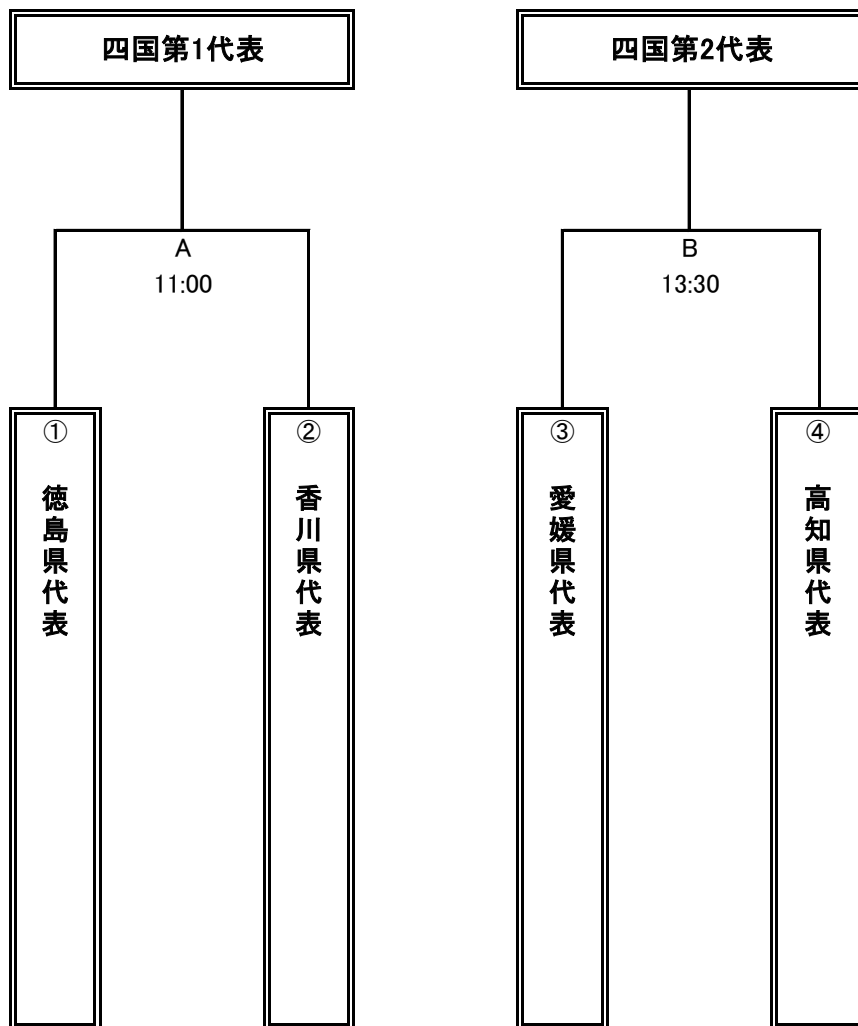 四国第1代表
四国第2代表
A
11:00
B
13:30
①
徳島県代表
②
香川県代表
③
愛媛県代表
④
高知県代表